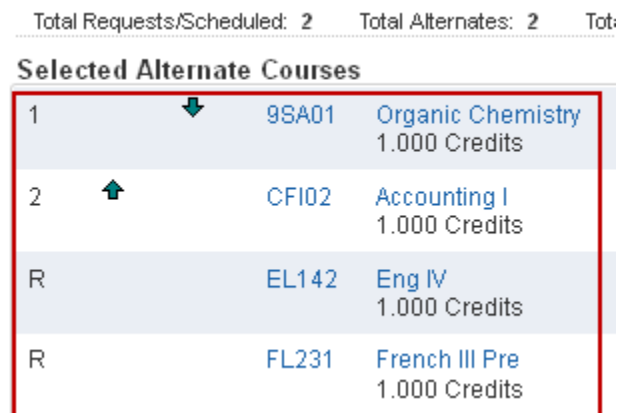 Total Requests/Scheduled: 2 Total Alternates: 2
Selected Alternate Courses
1 9SA01 Organic Chemistry
1.000 Credits
2 CFI02 Accounting I
1.000 Credits
R EL142 Eng IV
1.000 Credits
R FL231 French III Pre
1.000 Credits